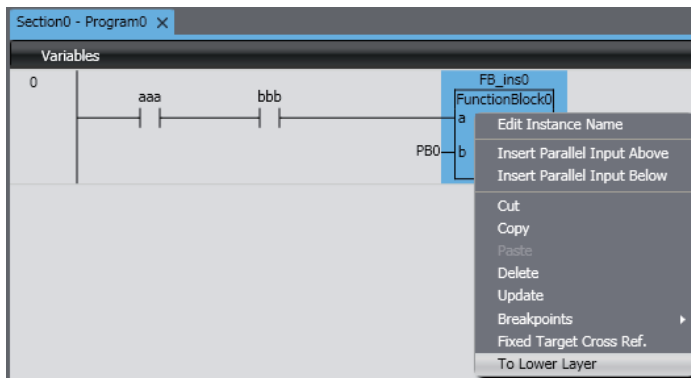 Section0 - Program0 X
Variables
0
aaa
bbb
FB_ins0
FunctionBlock0
a
PB0
b
Edit Instance Name
Insert Parallel Input Above
Insert Parallel Input Below
Cut
Copy
Paste
Delete
Update
Breakpoints
Fixed Target Cross Ref.
To Lower Layer